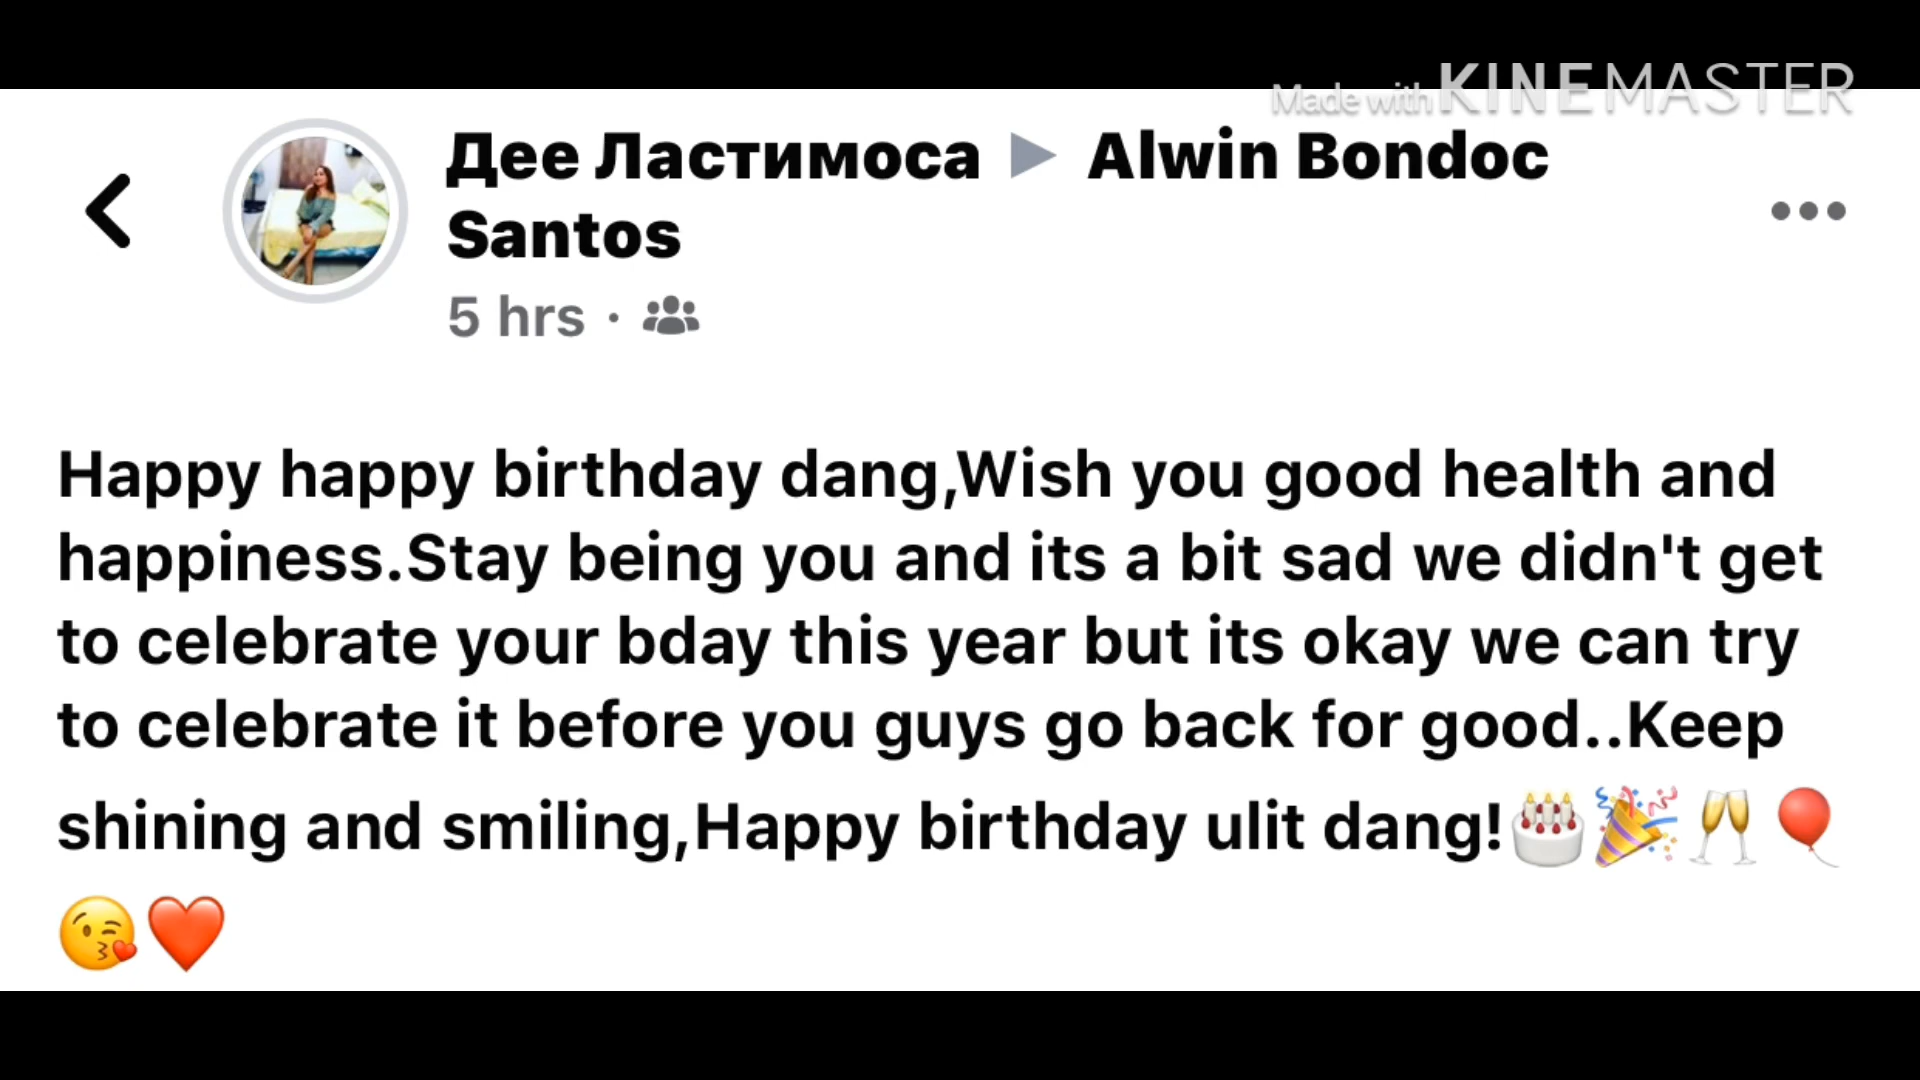 Made with KINEMASTER
Дее Ластимоса ▶ Alwin Bondoc
Santos
5 hrs ·
Happy happy birthday dang,Wish you good health and
happiness.Stay being you and its a bit sad we didn't get
to celebrate your bday this year but its okay we can try
to celebrate it before you guys go back for good..Keep
shining and smiling,Happy birthday ulit dang!🎂🎉🥂🎈
😘❤️